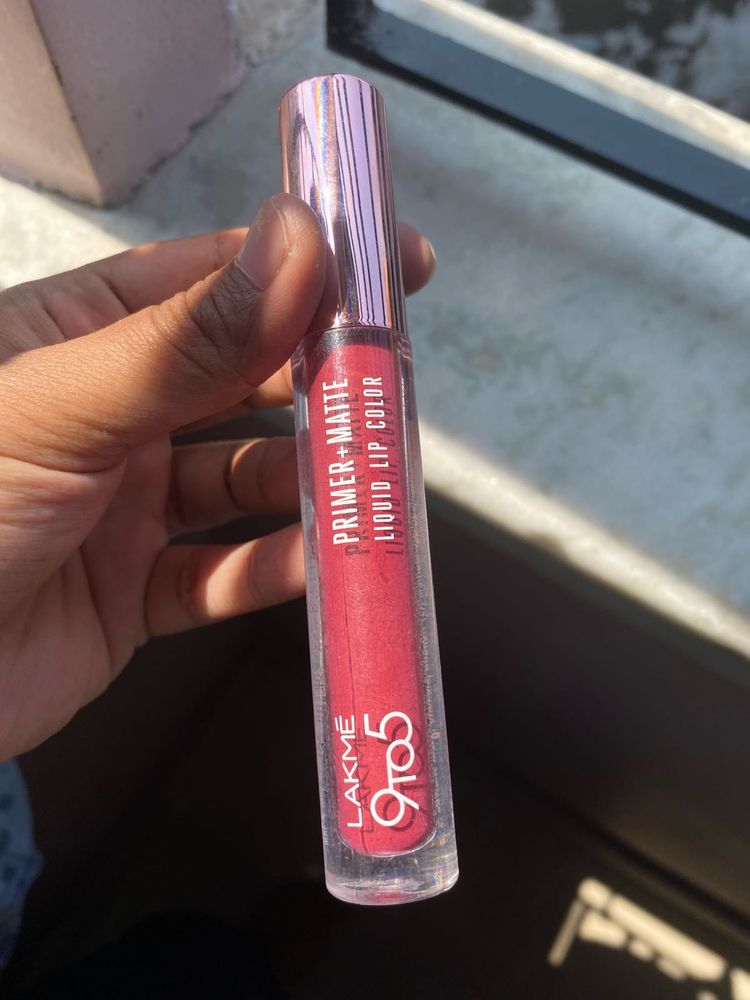 PRIMER+MATTE
LIQUID LIP COLOR
LAKMĒ
9TO5